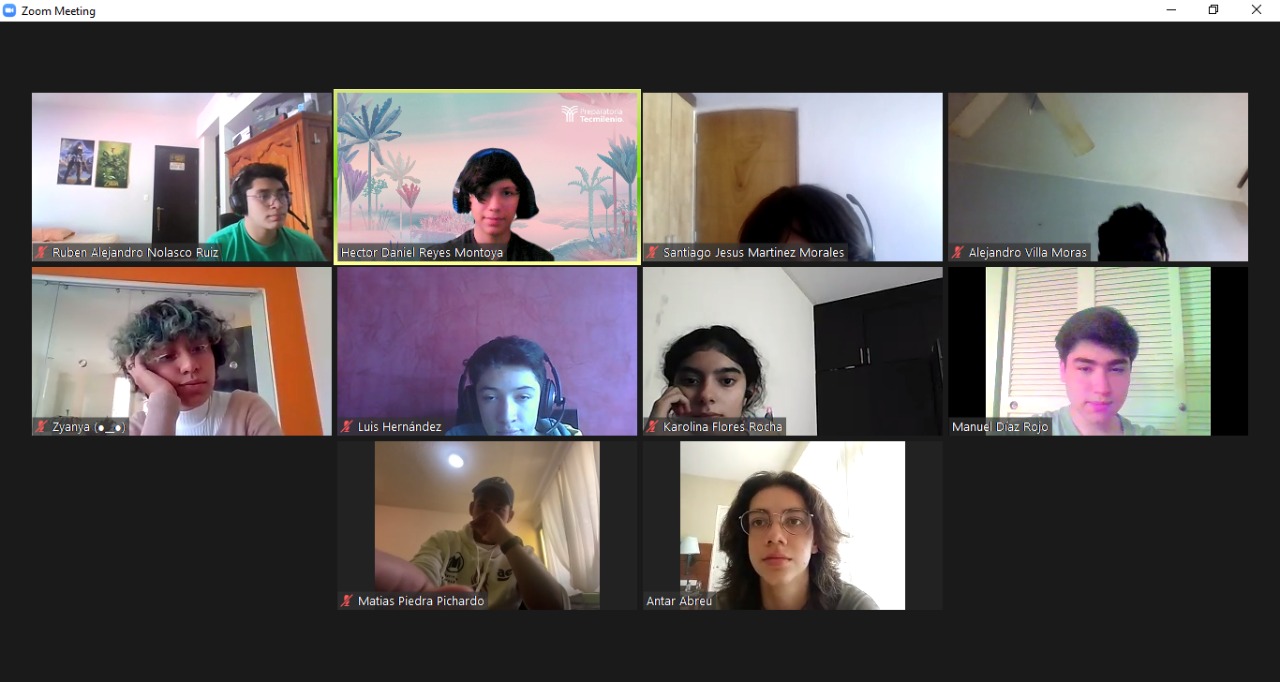 Zoom Meeting
Preparatoria
Tecmilenio
Ruben Alejandro Nolasco Ruiz
Hector Daniel Reyes Montoya
Santiago Jesus Martinez Morales
Alejandro Villa Moras
Zyanya (●__●)
Luis Hernández
Karolina Flores Rocha
Manuel Díaz Rojo
Matias Piedra Pichardo
Antar Abreu